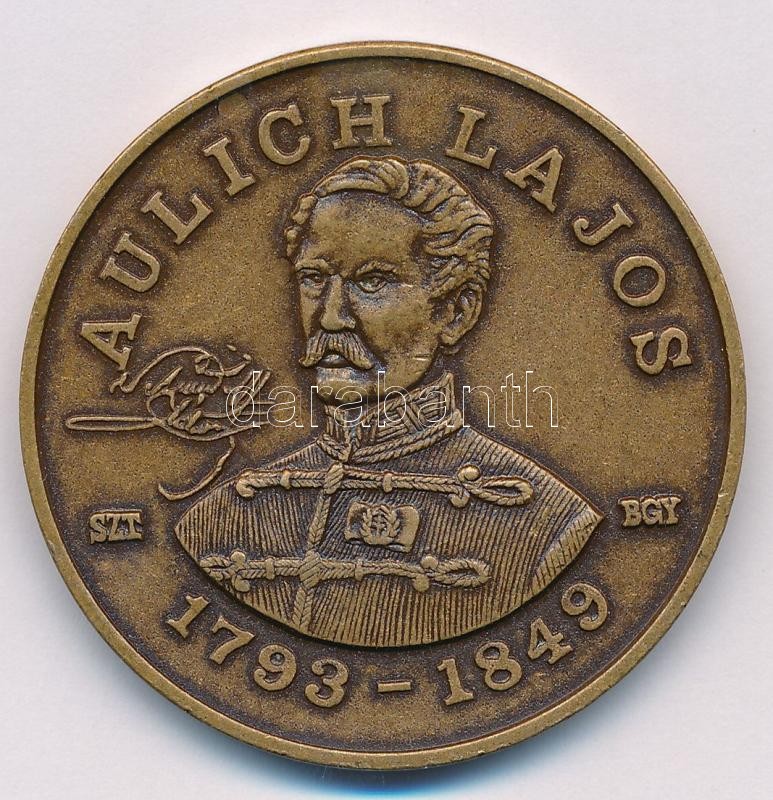 AULICH LAJOS
SZT
BGY
1793-1849
darabanth